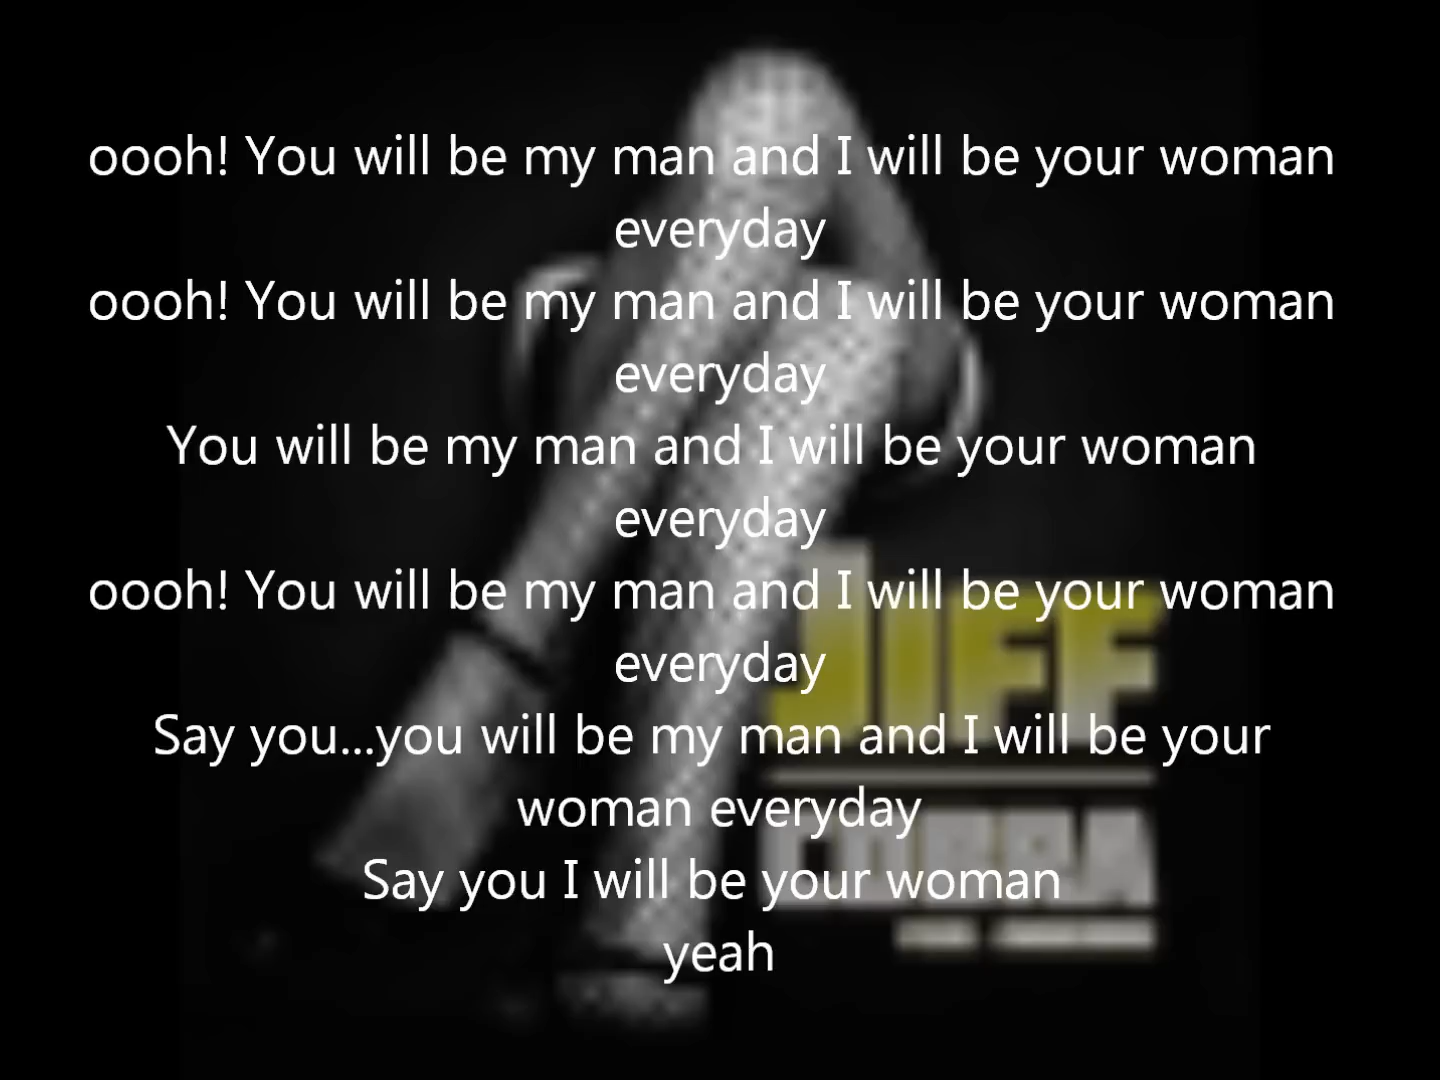 oooh! You will be my man and I will be your woman
everyday
oooh! You will be my man and I will be your woman
everyday
You will be my man and I will be your woman
everyday
oooh! You will be my man and I will be your woman
everyday
Say you...you will be my man and I will be your
woman everyday
Say you I will be your woman
yeah
JIFF